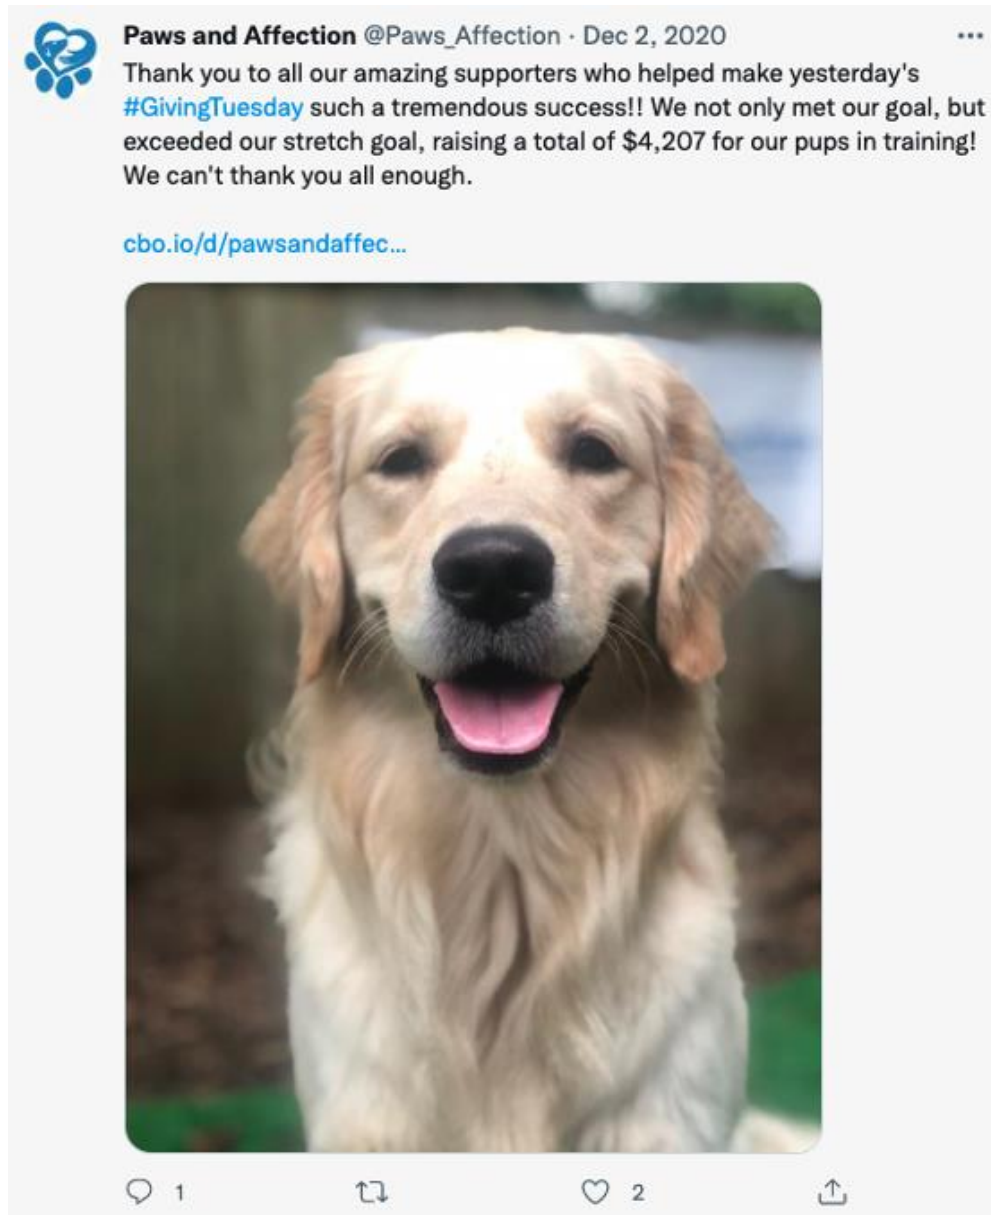 Paws and Affection @Paws_Affection · Dec 2, 2020
Thank you to all our amazing supporters who helped make yesterday's
#GivingTuesday such a tremendous success!! We not only met our goal, but
exceeded our stretch goal, raising a total of $4,207 for our pups in training!
We can't thank you all enough.
cbo.io/d/pawsandaffec...
1 2